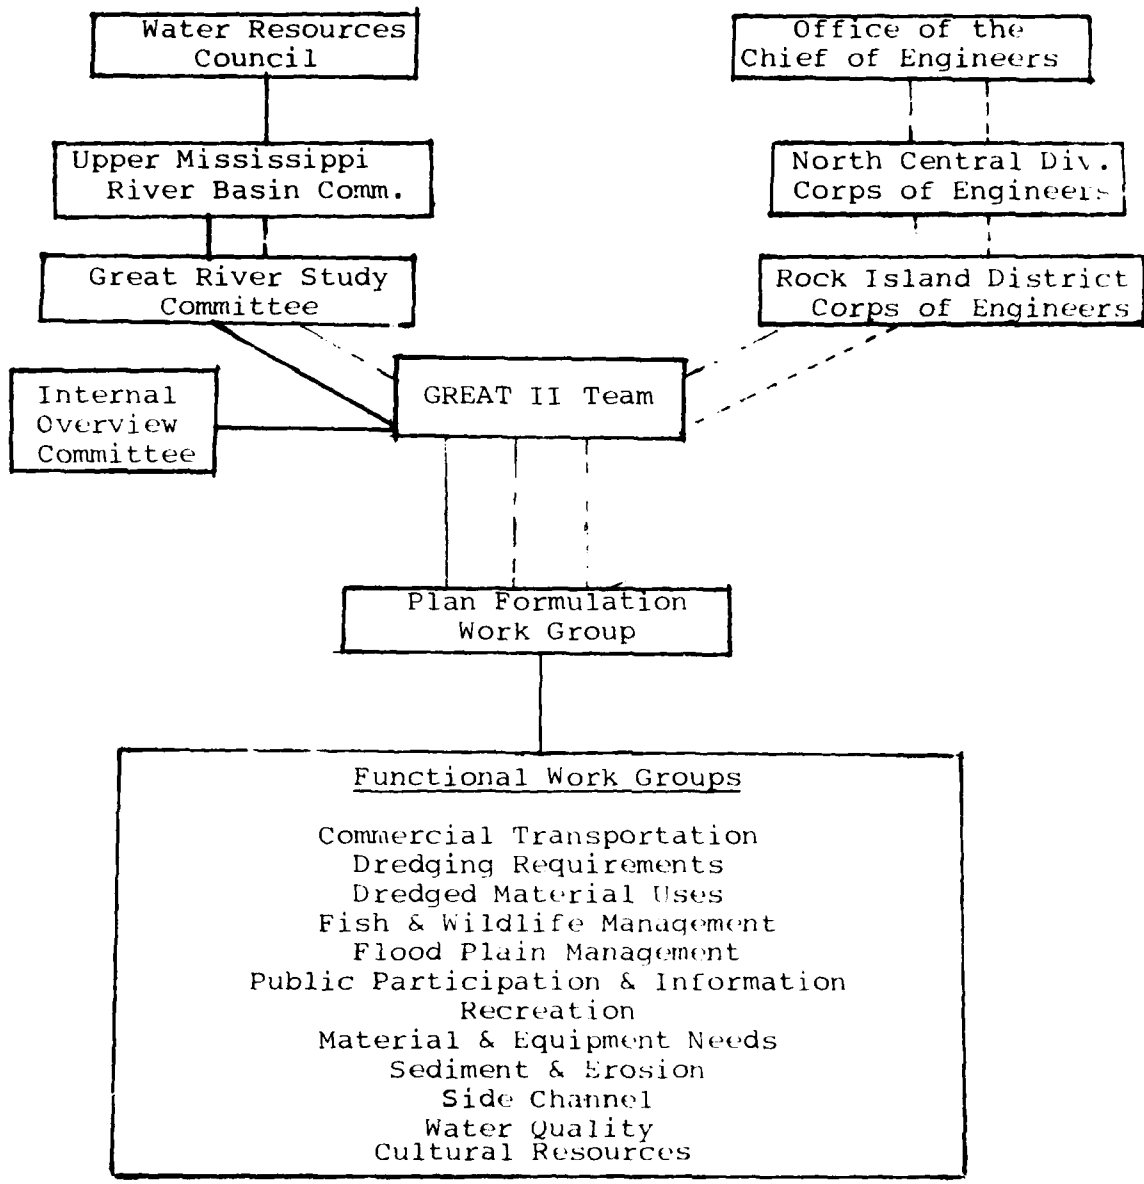 Water Resources
Council
Office of the
Chief of Engineers
Upper Mississippi
River Basin Comm.
North Central Div.
Corps of Engineers
Great River Study
Committee
Rock Island District
Corps of Engineers
Internal
Overview
Committee
GREAT II Team
Plan Formulation
Work Group
Functional Work Groups
Commercial Transportation
Dredging Requirements
Dredged Material Uses
Fish & Wildlife Management
Flood Plain Management
Public Participation & Information
Recreation
Material & Equipment Needs
Sediment & Erosion
Side Channel
Water Quality
Cultural Resources